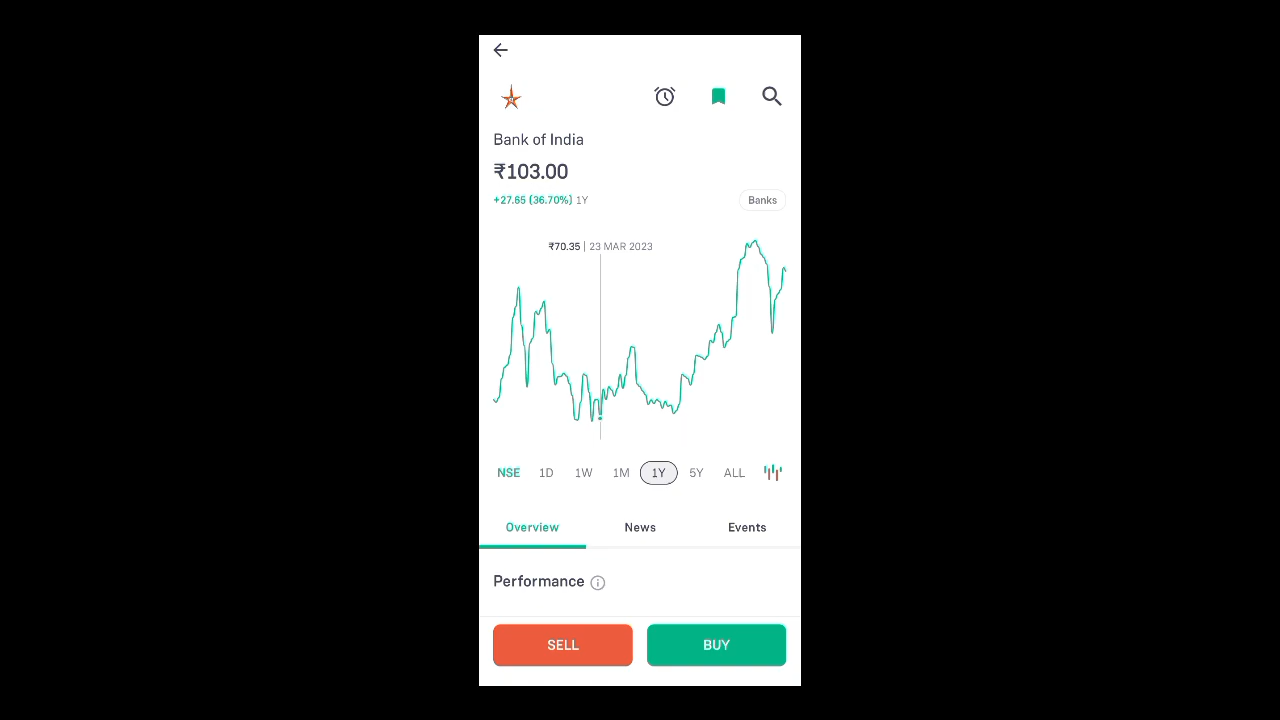 Bank of India
₹103.00
+27.65 (36.70%) 1Y
Banks
₹70.35 | 23 MAR 2023
NSE 1D 1W 1M 1Y 5Y ALL
Overview News Events
Performance
SELL BUY